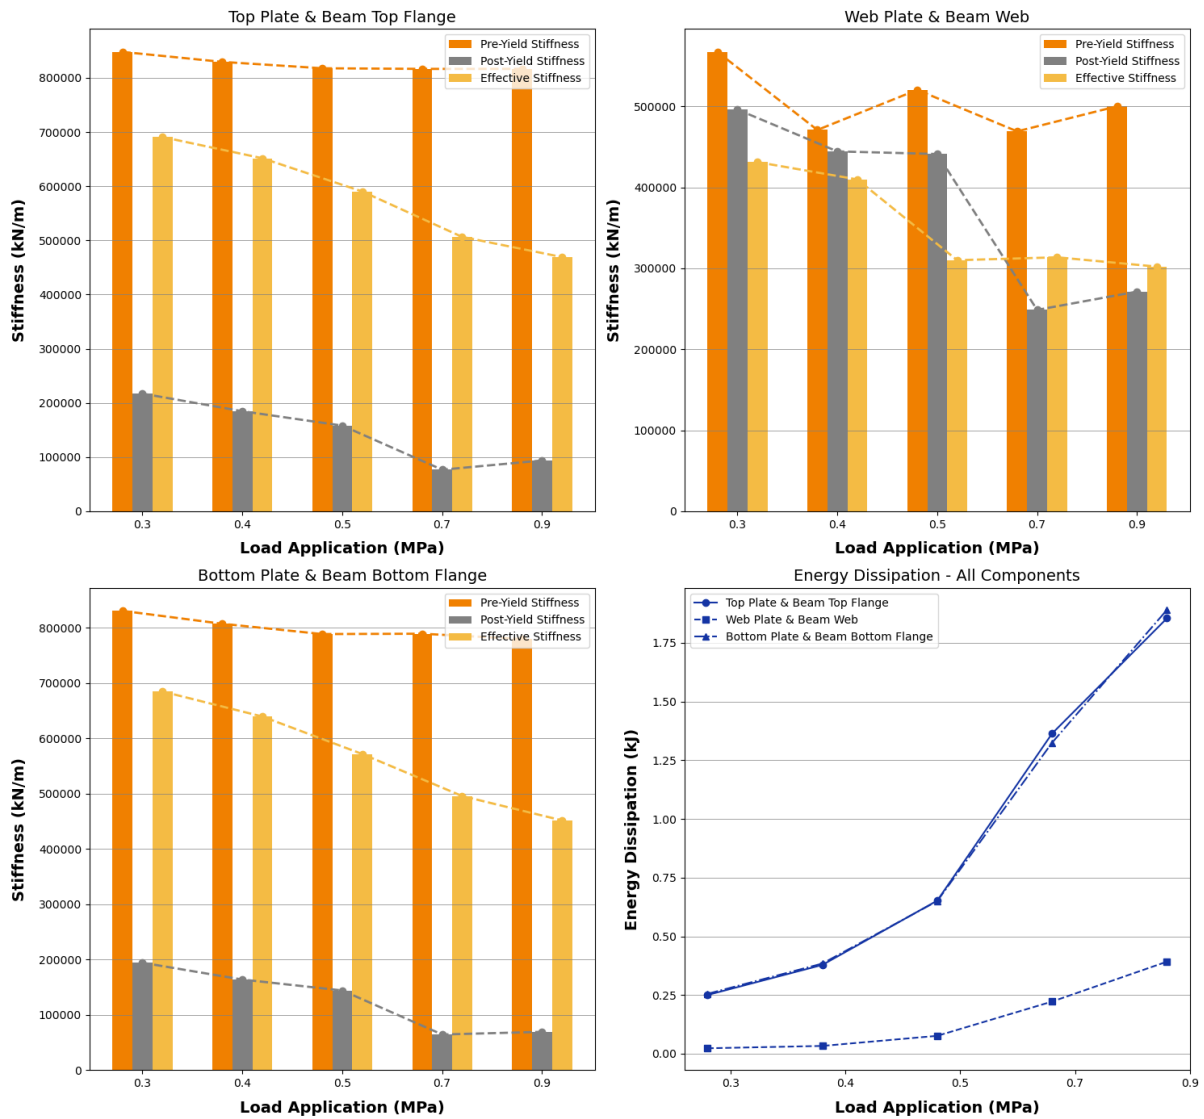 Top Plate & Beam Top Flange
Pre-Yield Stiffness
Post-Yield Stiffness
Effective Stiffness
800000
700000
600000
500000
400000
300000
200000
100000
0
Stiffness (kN/m)
0.3 0.4 0.5 0.7 0.9
Load Application (MPa)
Web Plate & Beam Web
Pre-Yield Stiffness
Post-Yield Stiffness
Effective Stiffness
500000
400000
300000
200000
100000
0
Stiffness (kN/m)
0.3 0.4 0.5 0.7 0.9
Load Application (MPa)
Bottom Plate & Beam Bottom Flange
Pre-Yield Stiffness
Post-Yield Stiffness
Effective Stiffness
800000
700000
600000
500000
400000
300000
200000
100000
0
Stiffness (kN/m)
0.3 0.4 0.5 0.7 0.9
Load Application (MPa)
Energy Dissipation - All Components
Top Plate & Beam Top Flange
Web Plate & Beam Web
Bottom Plate & Beam Bottom Flange
1.75
1.50
1.25
1.00
0.75
0.50
0.25
0.00
Energy Dissipation (kJ)
0.3 0.4 0.5 0.7 0.9
Load Application (MPa)